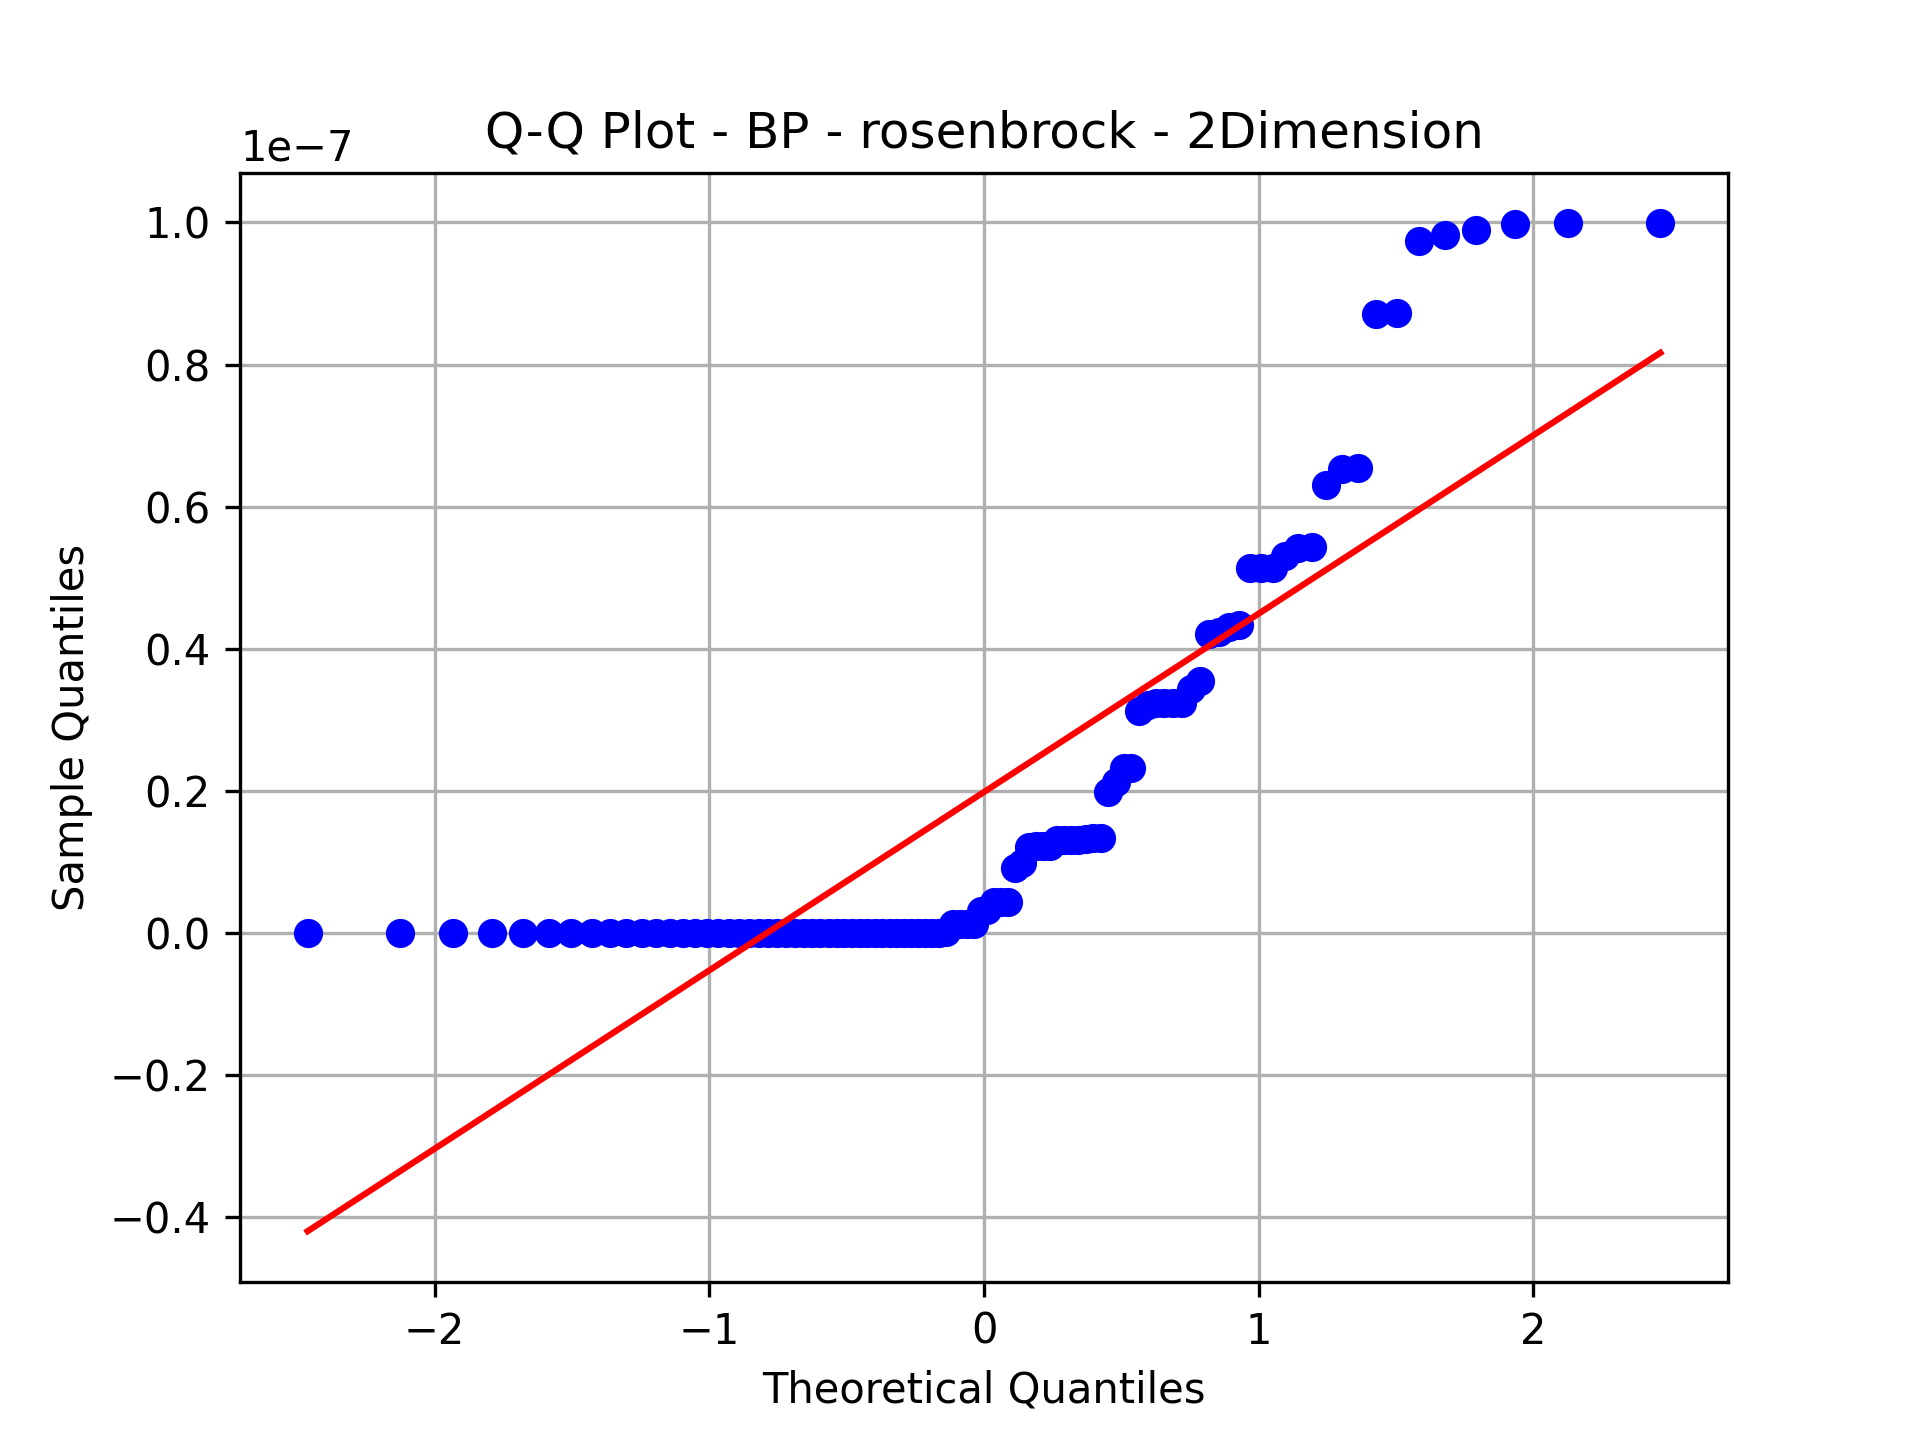 Q-Q Plot - BP - rosenbrock - 2Dimension
1e−7
1.0
0.8
0.6
0.4
0.2
0.0
−0.2
−0.4
Sample Quantiles
−2 −1 0 1 2
Theoretical Quantiles